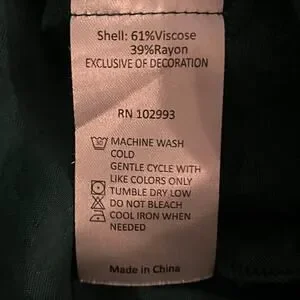 Shell: 61%Viscose
39%Rayon
EXCLUSIVE OF DECORATION
RN 102993
MACHINE WASH
COLD
GENTLE CYCLE WITH
LIKE COLORS ONLY
TUMBLE DRY LOW
DO NOT BLEACH
COOL IRON WHEN
NEEDED
Made in China